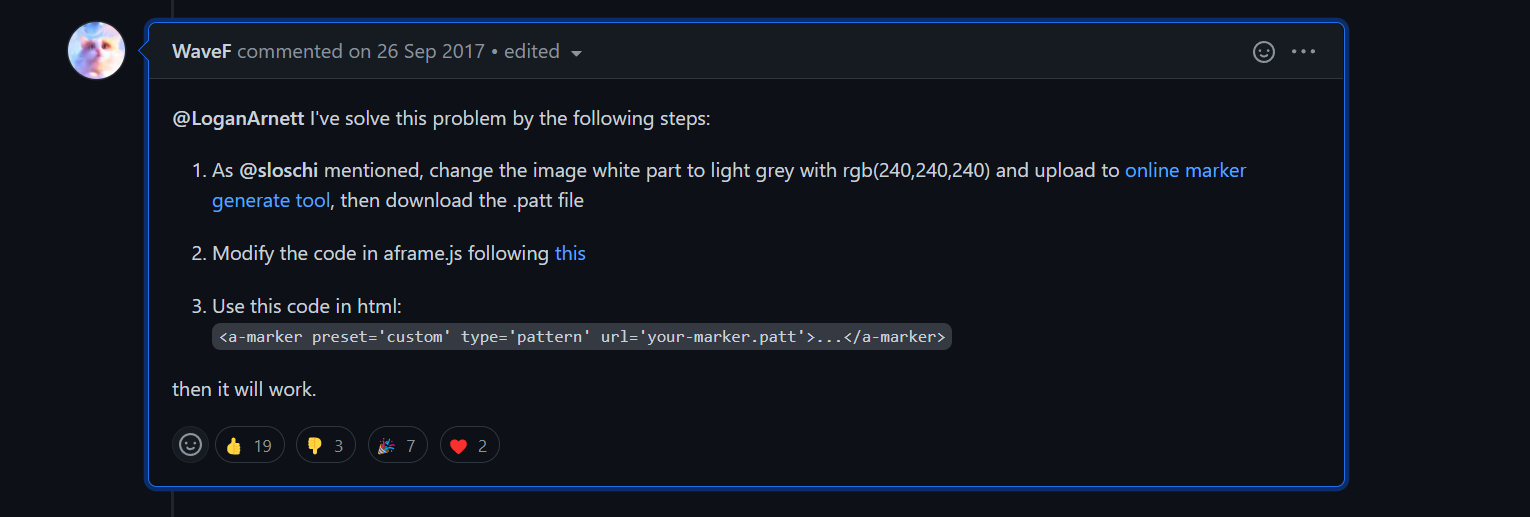 WaveF commented on 26 Sep 2017 • edited
@LoganArnett I've solve this problem by the following steps:
1. As @sloschi mentioned, change the image white part to light grey with rgb(240,240,240) and upload to online marker
generate tool, then download the .patt file
2. Modify the code in aframe.js following this
3. Use this code in html:
<a-marker preset='custom' type='pattern' url='your-marker.patt'>...</a-marker>
then it will work.
👍 19 👎 3 🎉 7 ❤️ 2